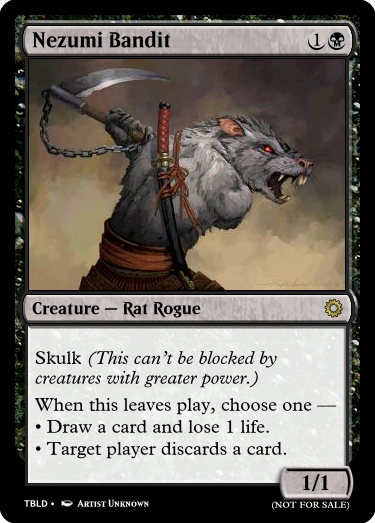 Nezumi Bandit 1
Creature — Rat Rogue
Skulk (This can't be blocked by
creatures with greater power.)
When this leaves play, choose one —
• Draw a card and lose 1 life.
• Target player discards a card.
1/1
TBLD • Artist Unknown
(NOT FOR SALE)